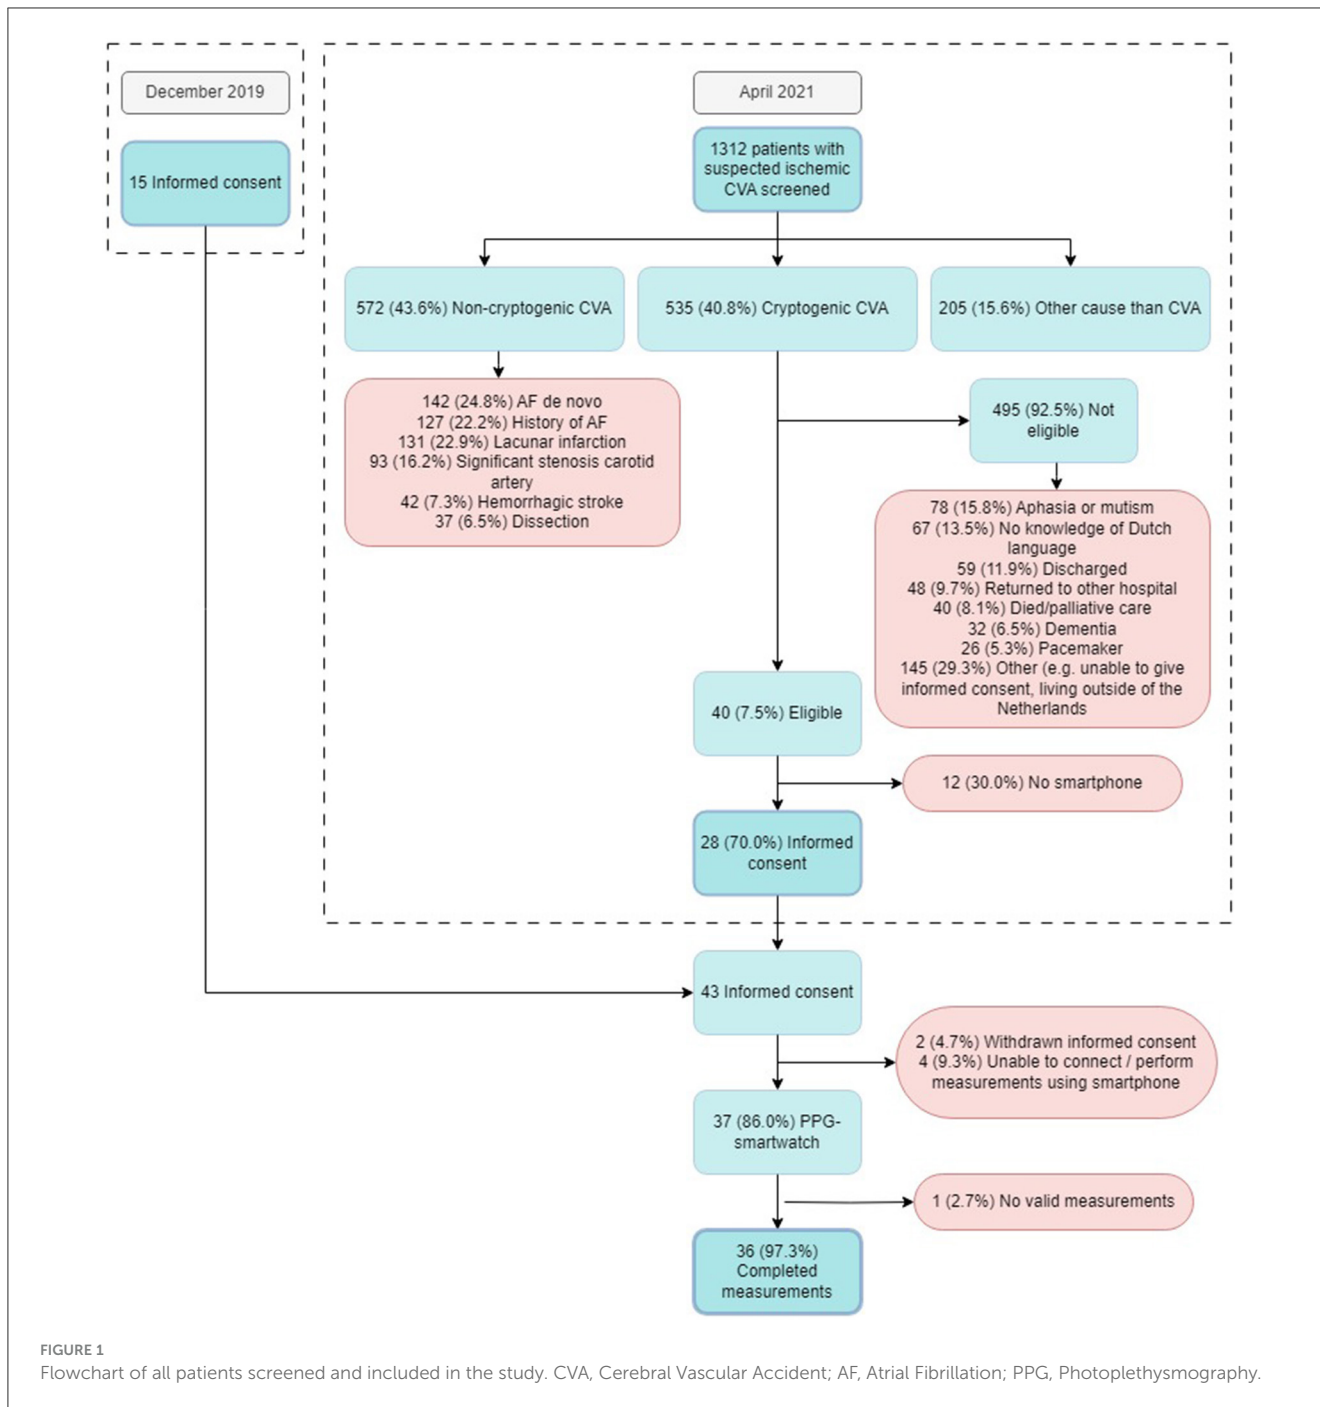 December 2019
15 Informed consent
April 2021
1312 patients with
suspected ischemic
CVA screened
572 (43.6%) Non-cryptogenic CVA
535 (40.8%) Cryptogenic CVA
205 (15.6%) Other cause than CVA
142 (24.8%) AF de novo
127 (22.2%) History of AF
131 (22.9%) Lacunar infarction
93 (16.2%) Significant stenosis carotid
artery
42 (7.3%) Hemorrhagic stroke
37 (6.5%) Dissection
495 (92.5%) Not
eligible
78 (15.8%) Aphasia or mutism
67 (13.5%) No knowledge of Dutch
language
59 (11.9%) Discharged
48 (9.7%) Returned to other hospital
40 (8.1%) Died/palliative care
32 (6.5%) Dementia
26 (5.3%) Pacemaker
145 (29.3%) Other (e.g. unable to give
informed consent, living outside of the
Netherlands
40 (7.5%) Eligible
12 (30.0%) No smartphone
28 (70.0%) Informed
consent
43 Informed consent
2 (4.7%) Withdrawn informed consent
4 (9.3%) Unable to connect / perform
measurements using smartphone
37 (86.0%) PPG-
smartwatch
1 (2.7%) No valid measurements
36 (97.3%)
Completed
measurements
FIGURE 1
Flowchart of all patients screened and included in the study. CVA, Cerebral Vascular Accident; AF, Atrial Fibrillation; PPG, Photoplethysmography.